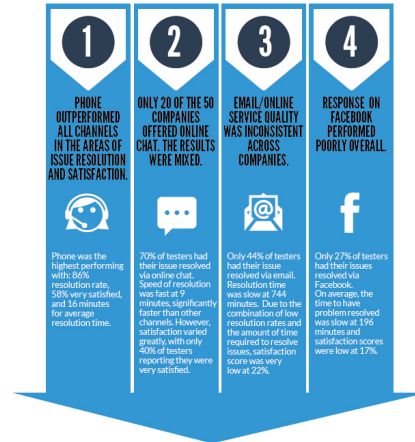 1
PHONE
OUTPERFORMED
ALL CHANNELS
IN THE AREAS OF
ISSUE RESOLUTION
AND SATISFACTION.
Phone was the
highest performing
with: 86%
resolution rate,
58% very satisfied,
and 16 minutes
for average
resolution time.
2
ONLY 20 OF THE 50
COMPANIES
OFFERED ONLINE
CHAT. THE RESULTS
WERE MIXED.
70% of testers had
their issue resolved
via online chat.
Speed of resolution
was fast at 9
minutes, significantly
faster than other
channels. However,
satisfaction varied
greatly, with only
40% of testers
reporting they were
very satisfied.
3
EMAIL/ONLINE
SERVICE QUALITY
WAS INCONSISTENT
ACROSS
COMPANIES.
@
Only 44% of testers
had their issue
resolved via email.
Resolution time
was slow at 744
minutes. Due to the
combination of low
resolution rates and
the amount of time
required to resolve
issues, satisfaction
score was very
low at 22%.
4
RESPONSE ON
FACEBOOK
PERFORMED
POORLY OVERALL.
f
Only 27% of testers
had their issues
resolved via
Facebook.
On average, the
time to have
problem resolved
was slow at 196
minutes and
satisfaction scores
were low at 17%.